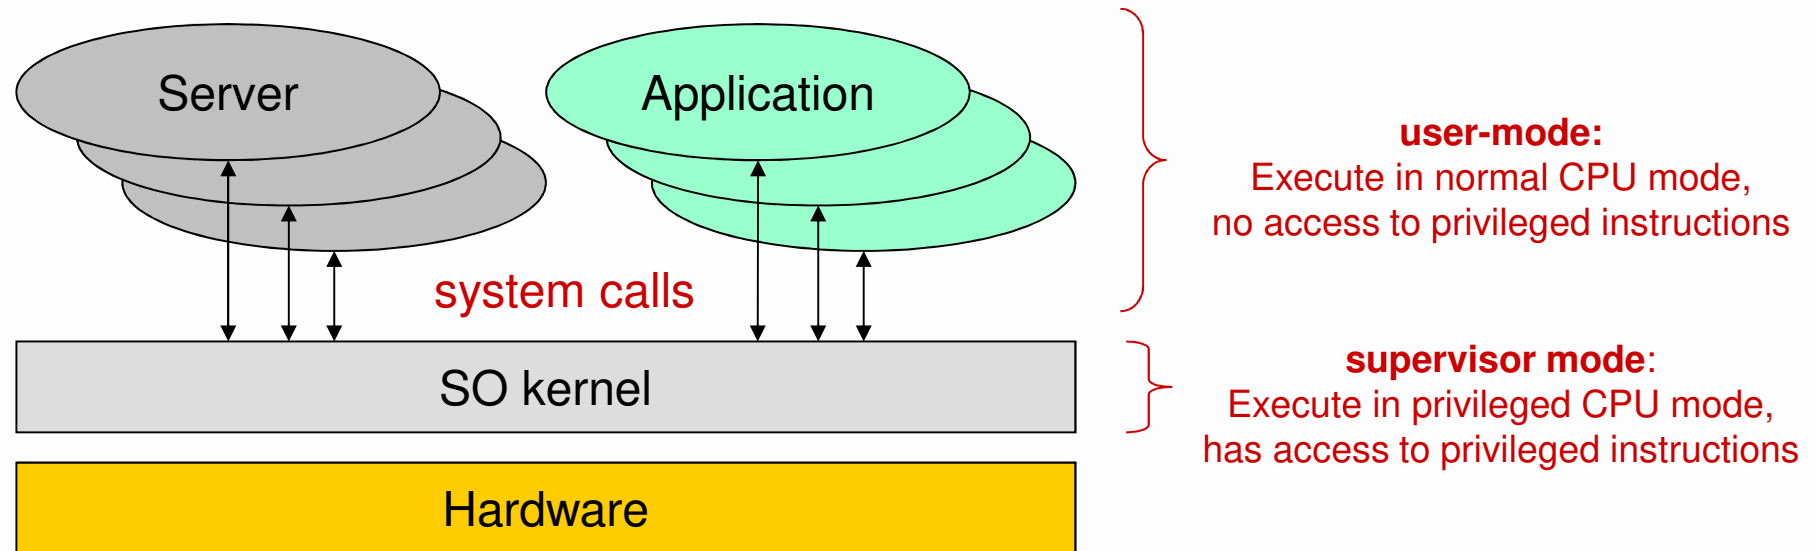 Server
Application
user-mode:
Execute in normal CPU mode,
no access to privileged instructions
system calls
SO kernel
supervisor mode:
Execute in privileged CPU mode,
has access to privileged instructions
Hardware